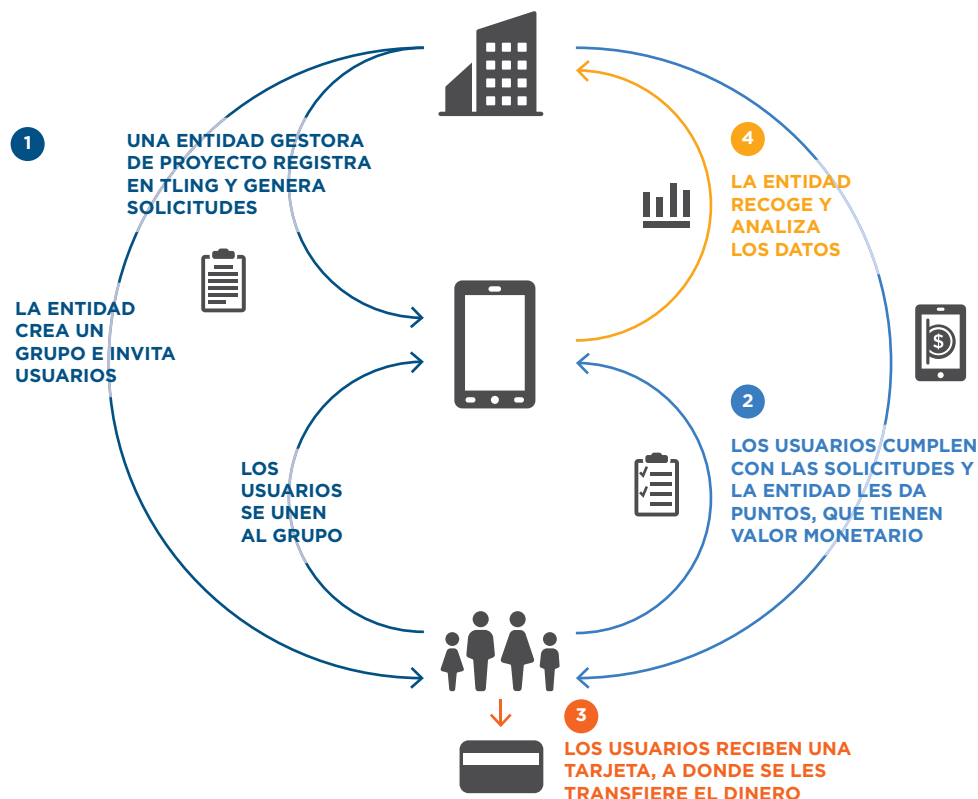 1
UNA ENTIDAD GESTORA
DE PROYECTO REGISTRA
EN TLING Y GENERA
SOLICITUDES
LA ENTIDAD
CREA UN
GRUPO E INVITA
USUARIOS
LOS
USUARIOS
SE UNEN
AL GRUPO
4
LA ENTIDAD
RECOGE Y
ANALIZA
LOS DATOS
$
2
LOS USUARIOS CUMPLEN
CON LAS SOLICITUDES Y
LA ENTIDAD LES DA
PUNTOS, QUE TIENEN
VALOR MONETARIO
3
LOS USUARIOS RECIBEN UNA
TARJETA, A DONDE SE LES
TRANSFIERE EL DINERO